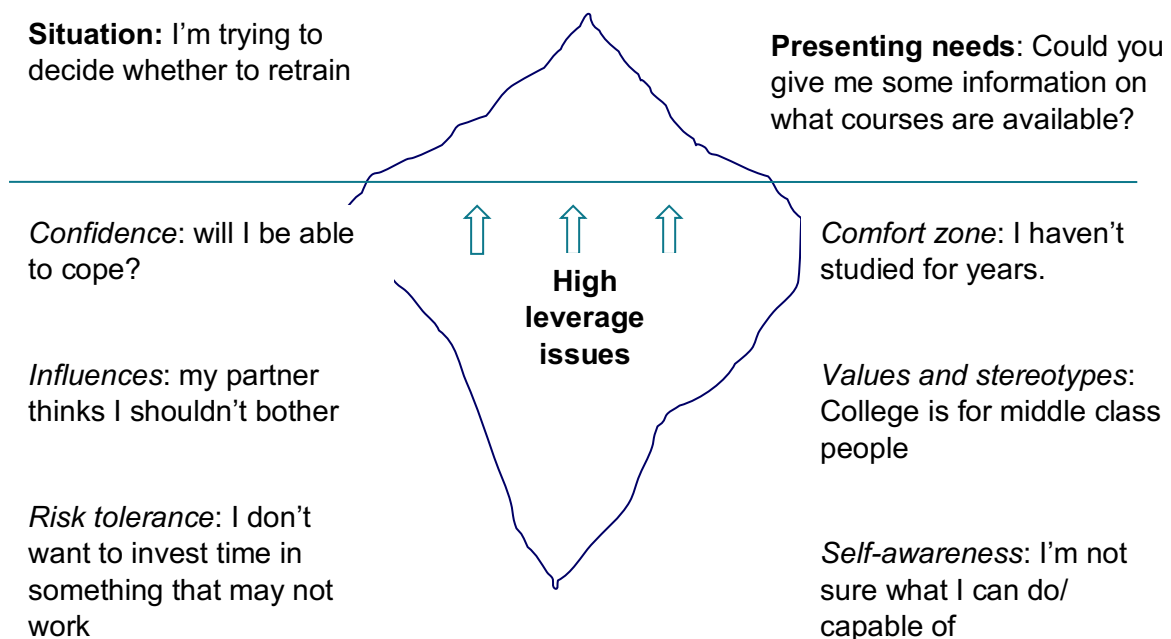 Situation: I’m trying to
decide whether to retrain
Presenting needs: Could you
give me some information on
what courses are available?
Confidence: will I be able
to cope?
High
leverage
issues
Comfort zone: I haven’t
studied for years.
Influences: my partner
thinks I shouldn’t bother
Values and stereotypes:
College is for middle class
people
Risk tolerance: I don’t
want to invest time in
something that may not
work
Self-awareness: I’m not
sure what I can do/
capable of